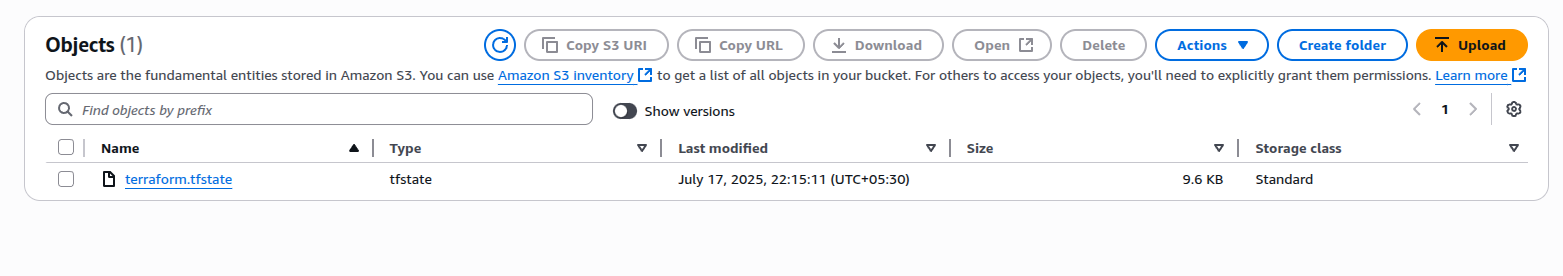 Objects (1) Copy S3 URI Copy URL Download Open Delete Actions Create folder Upload
Objects are the fundamental entities stored in Amazon S3. You can use Amazon S3 inventory to get a list of all objects in your bucket. For others to access your objects, you'll need to explicitly grant them permissions. Learn more
Find objects by prefix Show versions 1
Name Type Last modified Size Storage class
terraform.tfstate tfstate July 17, 2025, 22:15:11 (UTC+05:30) 9.6 KB Standard